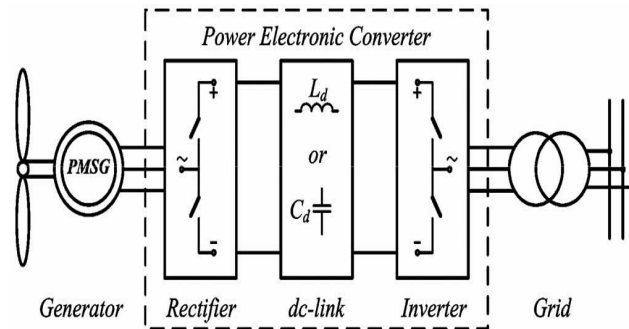 Power Electronic Converter
PMSG
+
~
-
L_d
or
C_d
+
~
-
Generator Rectifier dc-link Inverter Grid